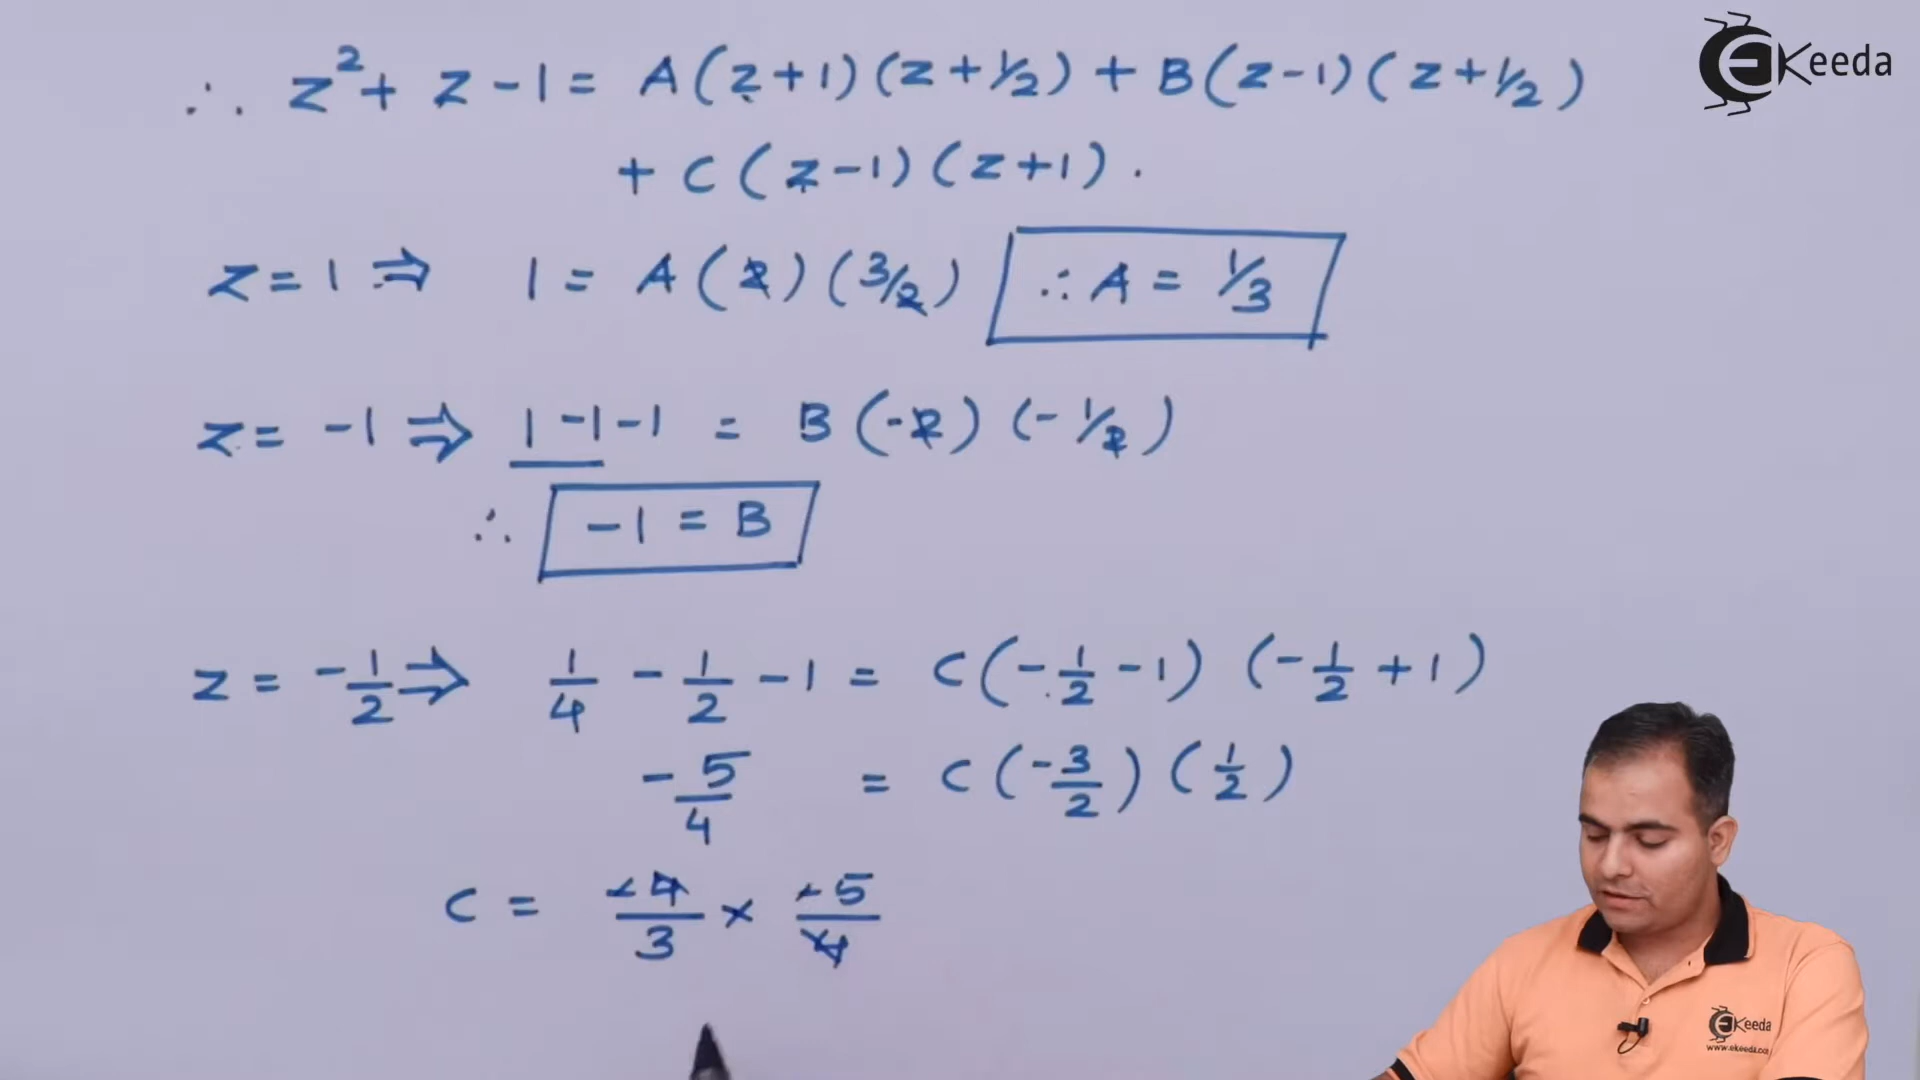 ∴ z² + z - 1 = A(z+1)(z+1/2) + B(z-1)(z+1/2)
+ C(z-1)(z+1).
z = 1 ⇒ 1 = A(2)(3/2) ∴ A = 1/3
z = -1 ⇒ 1 - 1 - 1 = B(-2)(-1/2)
∴ -1 = B
z = -1/2 ⇒ 1/4 - 1/2 - 1 = C(-1/2 - 1)(-1/2 + 1)
-5/4 = C(-3/2)(1/2)
C = -4/3 × -5/4
eKeeda
eKeeda
www.ekeeda.com